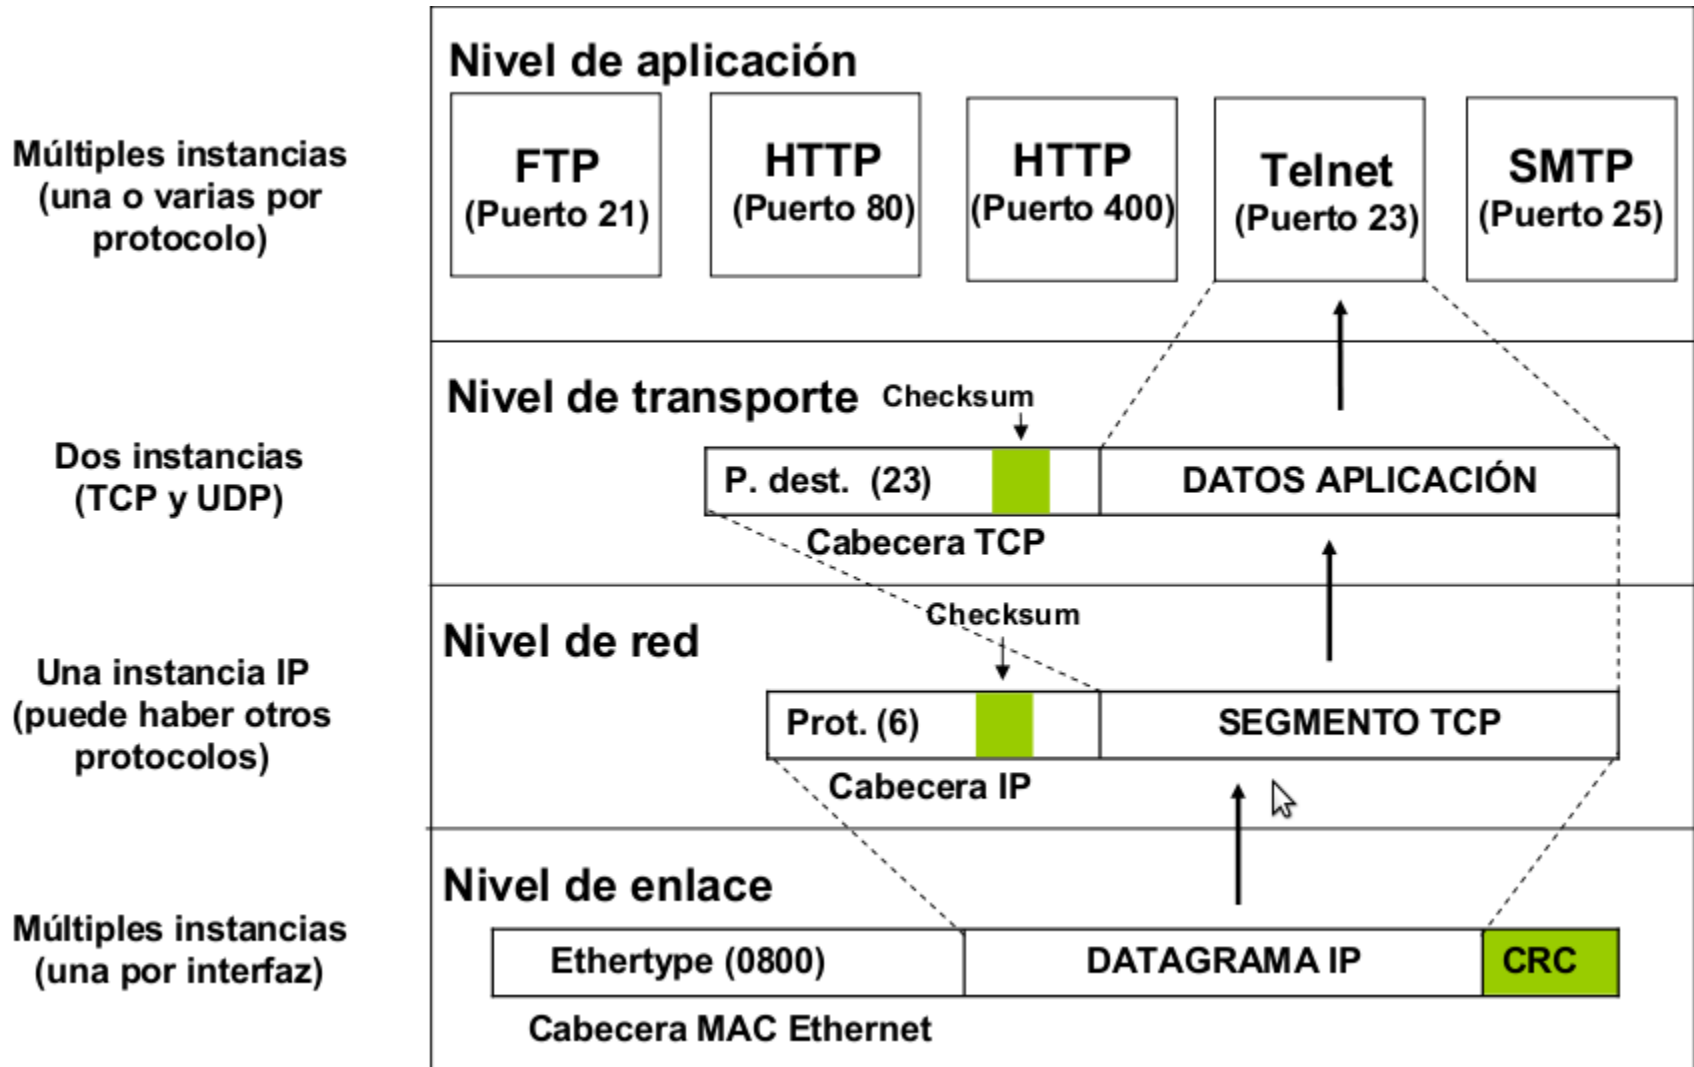 Nivel de aplicación
Múltiples instancias
(una o varias por
protocolo)
FTP
(Puerto 21)
HTTP
(Puerto 80)
HTTP
(Puerto 400)
Telnet
(Puerto 23)
SMTP
(Puerto 25)
Nivel de transporte
Checksum
Dos instancias
(TCP y UDP)
P. dest. (23)
DATOS APLICACIÓN
Cabecera TCP
Nivel de red
Checksum
Una instancia IP
(puede haber otros
protocolos)
Prot. (6)
SEGMENTO TCP
Cabecera IP
Nivel de enlace
Múltiples instancias
(una por interfaz)
Ethertype (0800)
DATAGRAMA IP
CRC
Cabecera MAC Ethernet